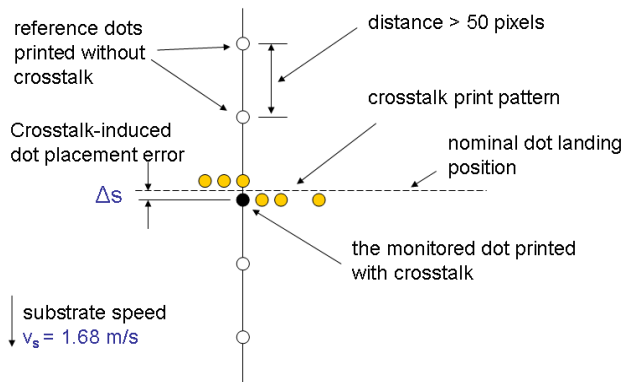 reference dots
printed without
crosstalk
distance > 50 pixels
crosstalk print pattern
Crosstalk-induced
dot placement error
nominal dot landing
position
Δs
the monitored dot printed
with crosstalk
substrate speed
vs = 1.68 m/s